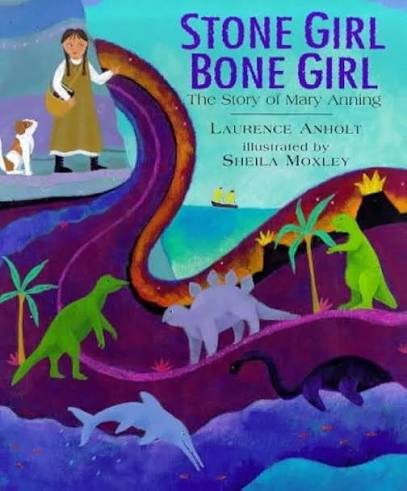 STONE GIRL
BONE GIRL
The Story of Mary Anning
LAURENCE ANHOLT
illustrated by
SHEILA MOXLEY